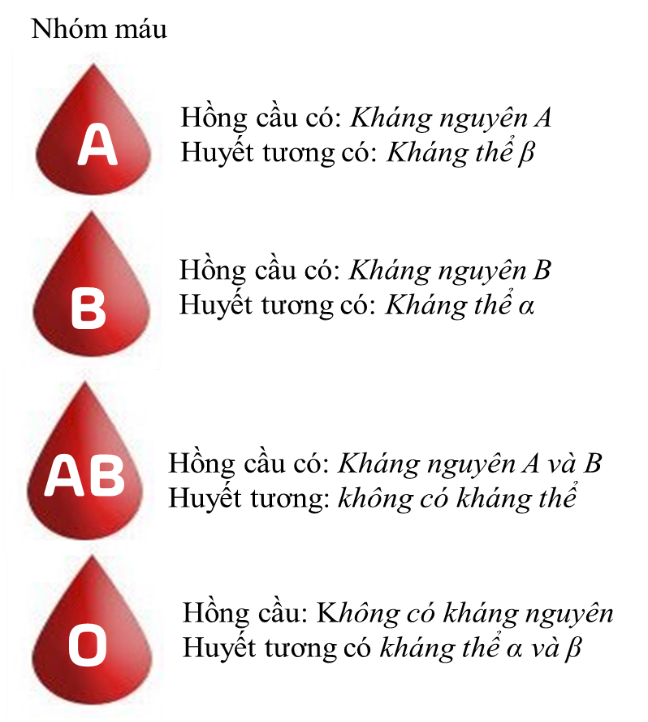 Nhóm máu
A
Hồng cầu có: Kháng nguyên A
Huyết tương có: Kháng thể β
B
Hồng cầu có: Kháng nguyên B
Huyết tương có: Kháng thể α
AB
Hồng cầu có: Kháng nguyên A và B
Huyết tương: không có kháng thể
O
Hồng cầu: Không có kháng nguyên
Huyết tương có kháng thể α và β